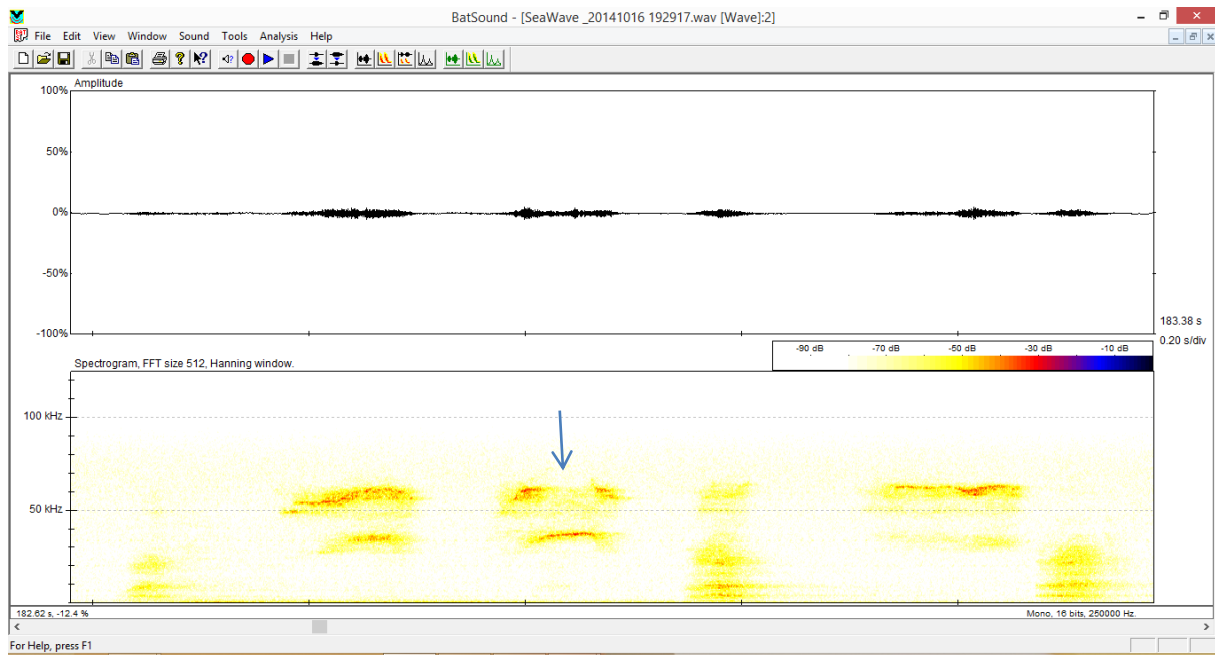 BatSound - [SeaWave _20141016 192917.wav [Wave]:2]
File Edit View Window Sound Tools Analysis Help
Amplitude
100%
50%
0%
-50%
-100%
183.38 s
0.20 s/div
-90 dB -70 dB -50 dB -30 dB -10 dB
Spectrogram, FFT size 512, Hanning window.
100 kHz
50 kHz
182.62 s, -12.4 % Mono, 16 bits, 250000 Hz.
For Help, press F1